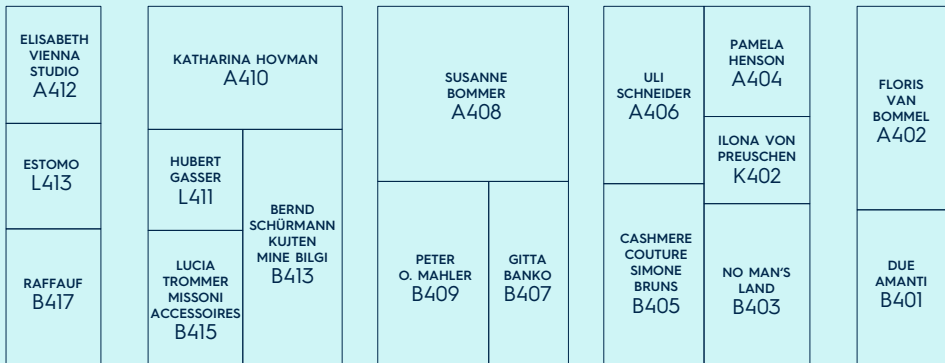 ELISABETH
VIENNA
STUDIO
A412
ESTOMO
L413
RAFFAUF
B417
KATHARINA HOVMAN
A410
HUBERT
GASSER
L411
LUCIA
TROMMER
MISSONI
ACCESSOIRES
B415
BERND
SCHÜRMANN
KUJTEN
MINE BILGI
B413
SUSANNE
BOMMER
A408
PETER
O. MAHLER
B409
GITTA
BANKO
B407
ULI
SCHNEIDER
A406
CASHMERE
COUTURE
SIMONE
BRUNS
B405
PAMELA
HENSON
A404
ILONA VON
PREUSCHEN
K402
NO MAN'S
LAND
B403
FLORIS
VAN
BOMMEL
A402
DUE
AMANTI
B401